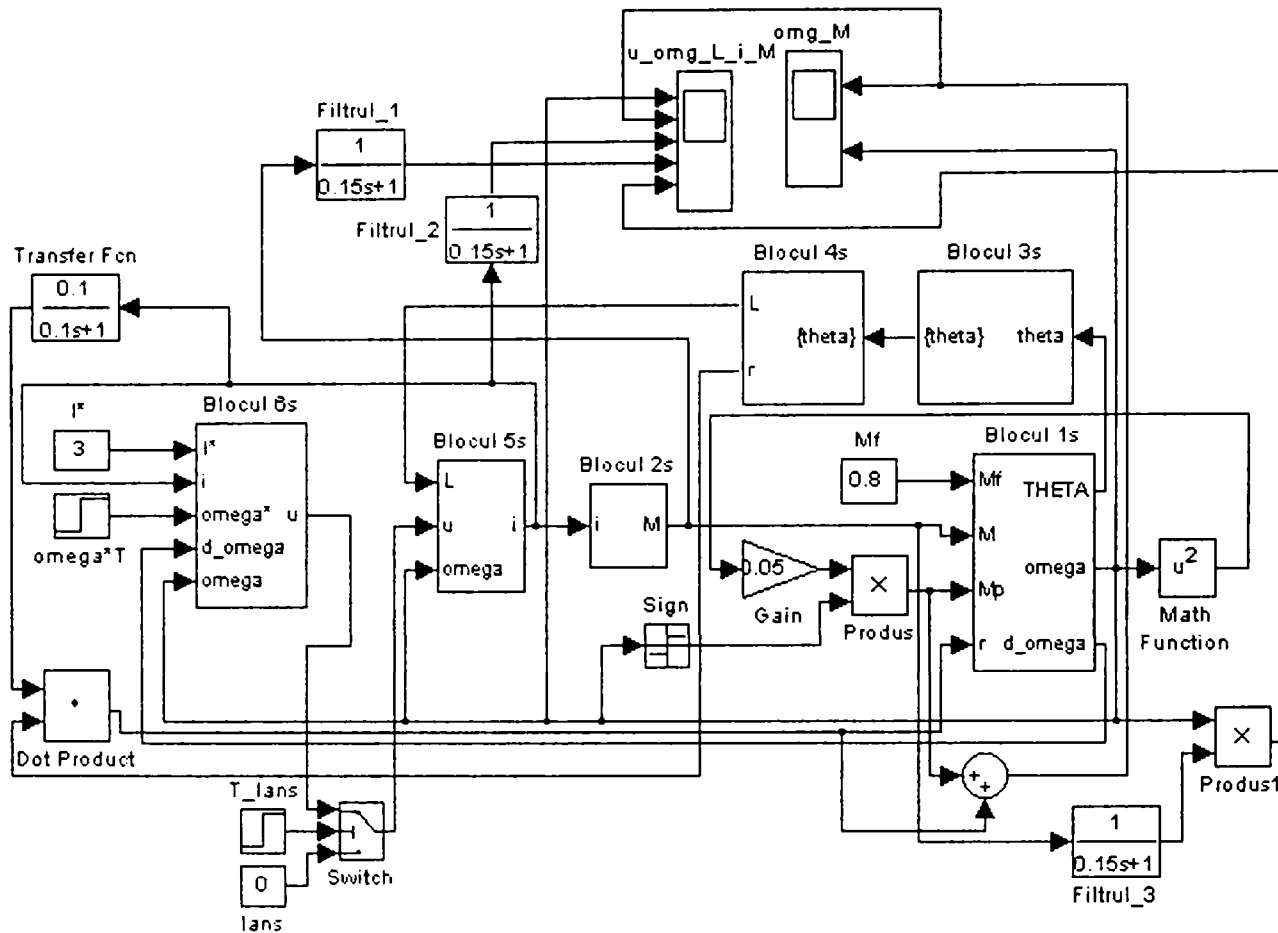 omg_M
u_omg_L_i_M
Filtrul_1
1
0.15s+1
Filtrul_2
1
0.15s+1
Transfer Fcn
0.1
0.1s+1
Blocul 4s
L
{theta}
r
Blocul 3s
{theta}
theta
I*
3
Blocul 6s
I*
i
omega*
u
d_omega
omega
omega*T
Blocul 5s
L
u
i
omega
Blocul 2s
i
M
Mf
0.8
Blocul 1s
Mf
THETA
M
omega
Mp
r
d_omega
0.05
Gain
×
Produs
Sign
u2
Math
Function
Dot Product
×
Produs1
+
+
T_lans
0
lans
Switch
1
0.15s+1
Filtrul_3